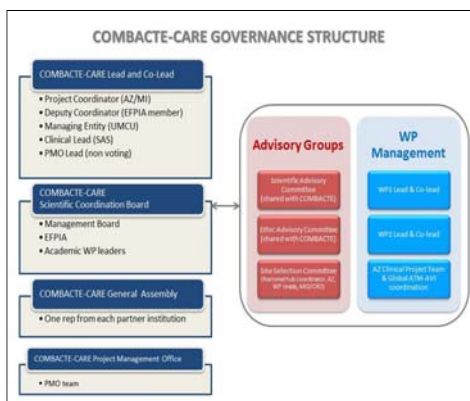 COMBACTE-CARE GOVERNANCE STRUCTURE
COMBACTE-CARE Lead and Co-Lead
• Project Coordinator (AZ/MI)
• Deputy Coordinator (EFPIA member)
• Managing Entity (UMCU)
• Clinical Lead (SAS)
• PMO Lead (non voting)
COMBACTE-CARE
Scientific Coordination Board
• Management Board
• EFPIA
• Academic WP leaders
COMBACTE-CARE General Assembly
• One rep from each partner institution
COMBACTE-CARE Project Management Office
• PMO team
Advisory Groups
Scientific Advisory
Committee
(shared with COMBACTE)
Ethic Advisory Committee
(shared with COMBACTE)
Site Selection Committee
WP
Management
WP1 Lead & Co-lead
WP2 Lead & Co-lead
AZ Clinical Project Team
& Global ATM-AVI
coordination